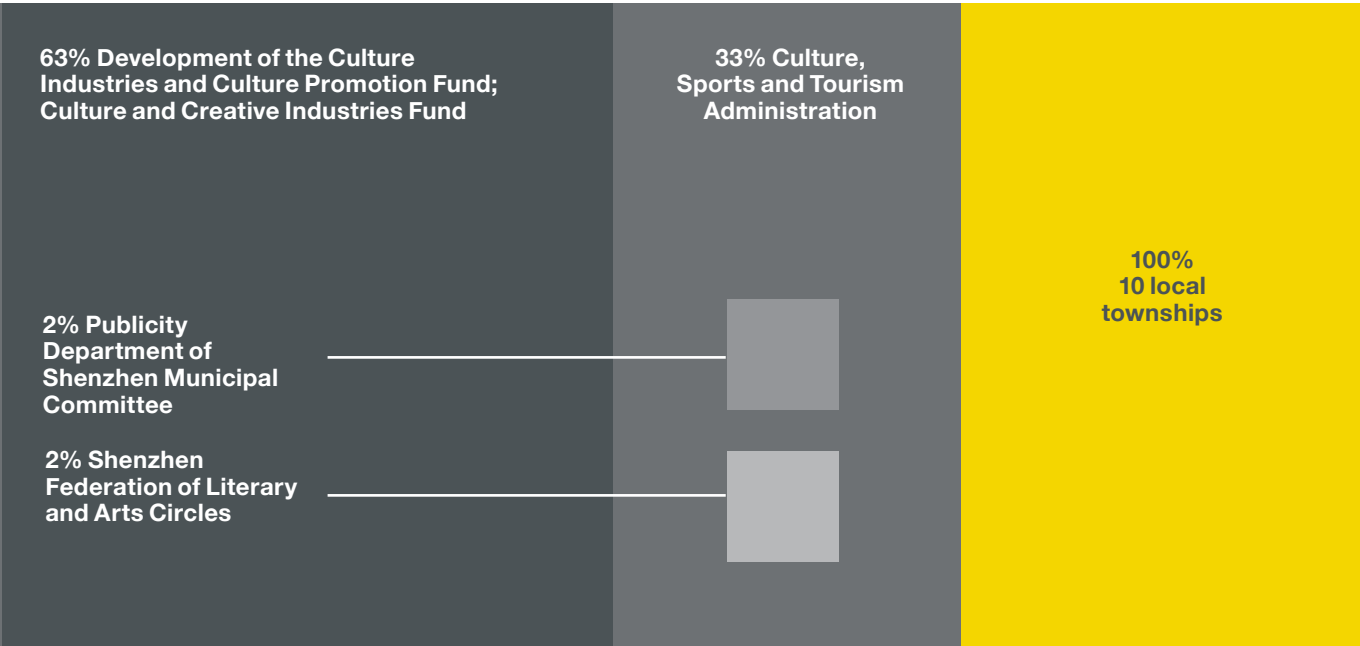 63% Development of the Culture
Industries and Culture Promotion Fund;
Culture and Creative Industries Fund
33% Culture,
Sports and Tourism
Administration
100%
10 local
townships
2% Publicity
Department of
Shenzhen Municipal
Committee
2% Shenzhen
Federation of Literary
and Arts Circles